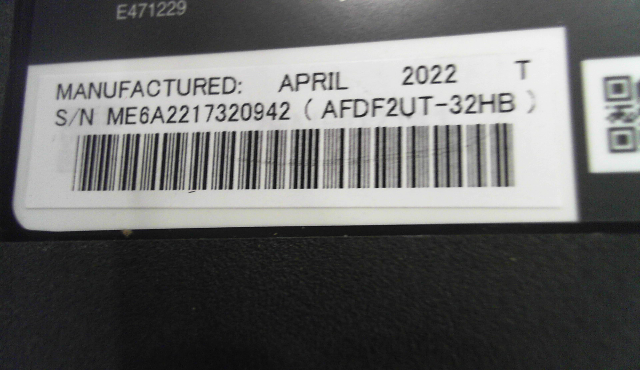 E471229
MANUFACTURED: APRIL 2022 T
S/N ME6A2217320942 ( AFDF2UT-32HB )